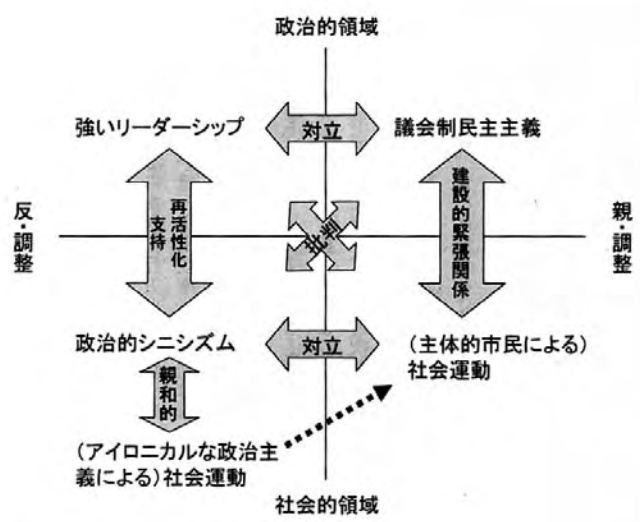 政治的領域
強いリーダーシップ
対立
議会制民主主義
反・調整
再活性化
支持
批判
建設的緊張関係
親・調整
政治的シニシズム
対立
（主体的市民による）
社会運動
親和的
（アイロニカルな政治主
義による）社会運動
社会的領域